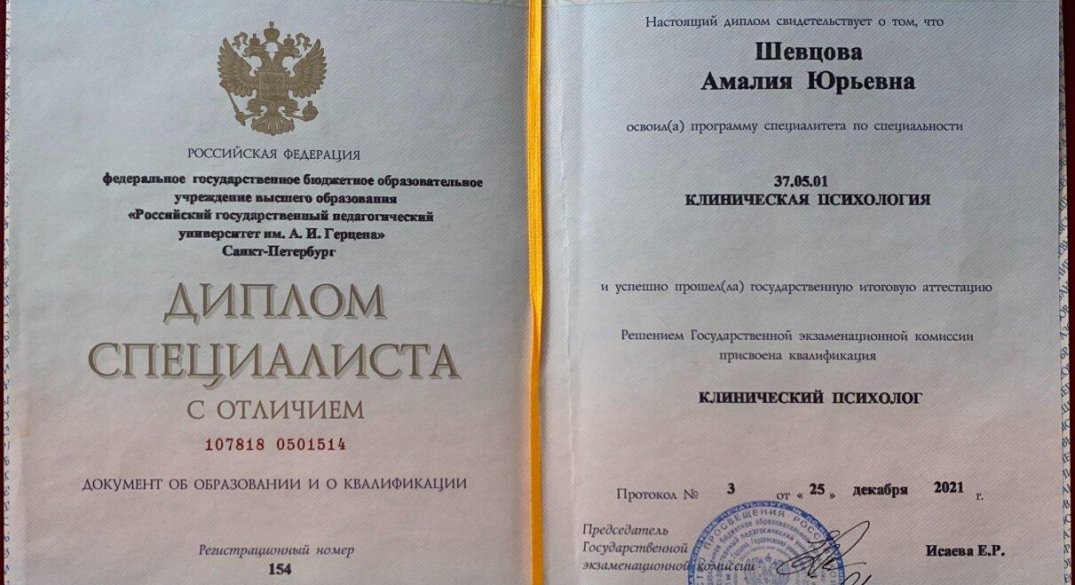 РОССИЙСКАЯ ФЕДЕРАЦИЯ
федеральное государственное бюджетное образовательное
учреждение высшего образования
«Российский государственный педагогический
университет им. А. И. Герцена»
Санкт-Петербург
ДИПЛОМ
СПЕЦИАЛИСТА
С ОТЛИЧИЕМ
107818 0501514
ДОКУМЕНТ ОБ ОБРАЗОВАНИИ И О КВАЛИФИКАЦИИ
Регистрационный номер
154
Настоящий диплом свидетельствует о том, что
Шевцова
Амалия Юрьевна
освоил(а) программу специалитета по специальности
37.05.01
КЛИНИЧЕСКАЯ ПСИХОЛОГИЯ
и успешно прошел(ла) государственную итоговую аттестацию
Решением Государственной экзаменационной комиссии
присвоена квалификация
КЛИНИЧЕСКИЙ ПСИХОЛОГ
Протокол № 3 от « 25 » декабря 2021 г.
Председатель
Государственной
экзаменационной комиссии
Исаева Е.Р.
ПРОСВЕЩЕНИЯ